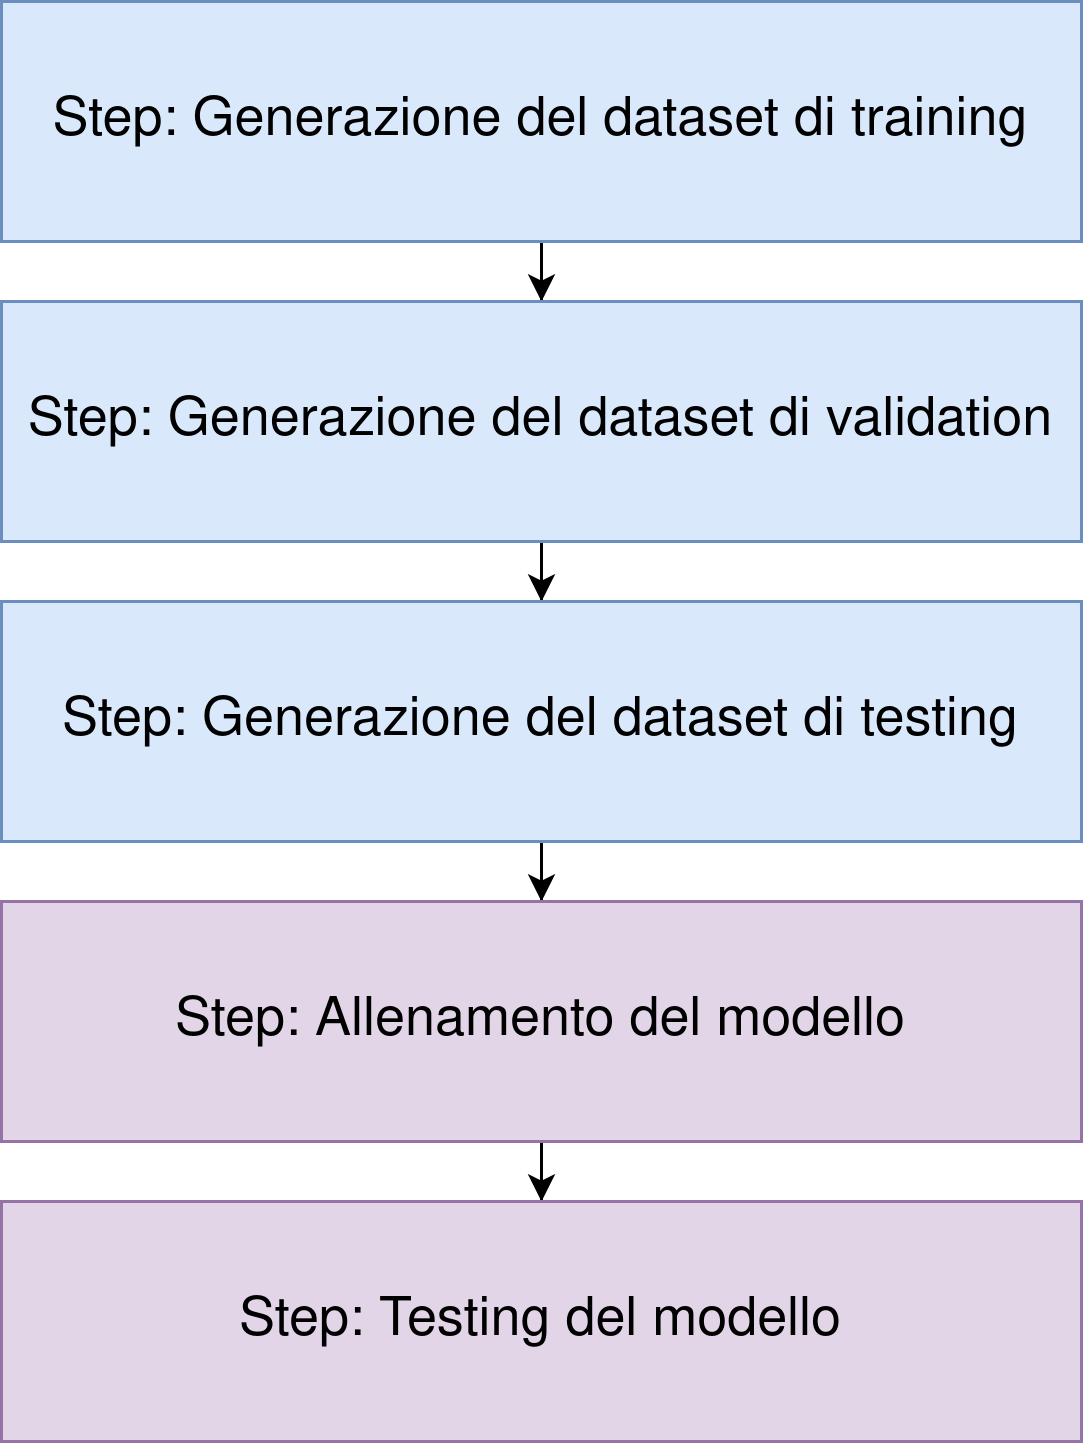 Step: Generazione del dataset di training
Step: Generazione del dataset di validation
Step: Generazione del dataset di testing
Step: Allenamento del modello
Step: Testing del modello